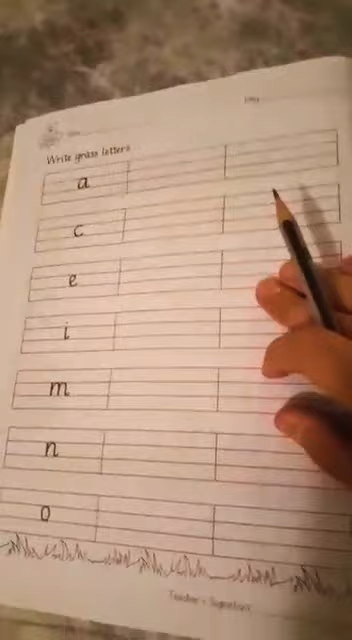 Write grass letters
a
c
e
i
m
n
o
Teacher's Signature